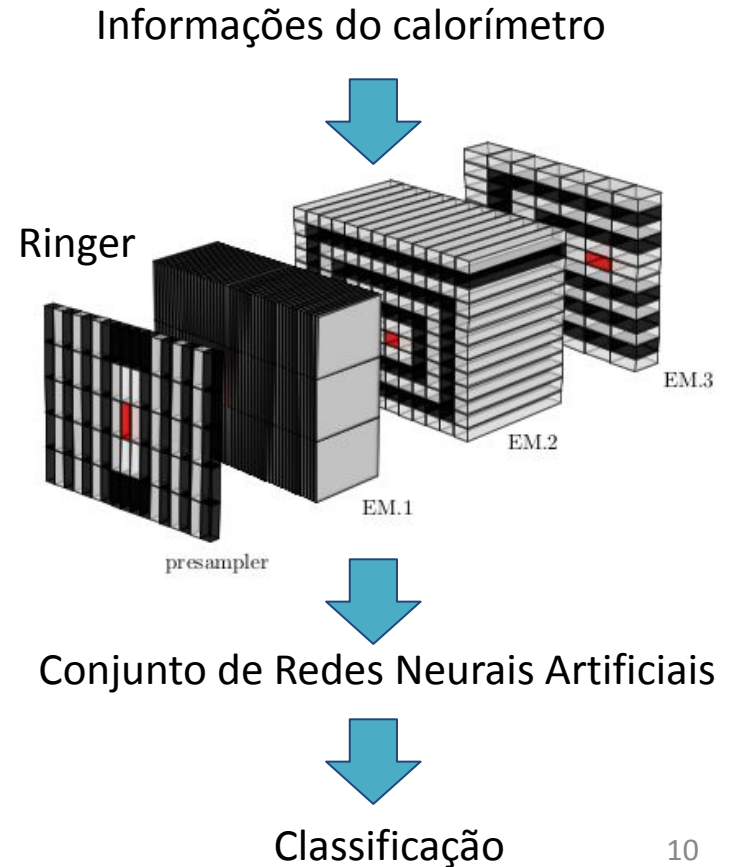 Informações do calorímetro
Ringer
EM.3
EM.2
EM.1
presampler
Conjunto de Redes Neurais Artificiais
Classificação
10